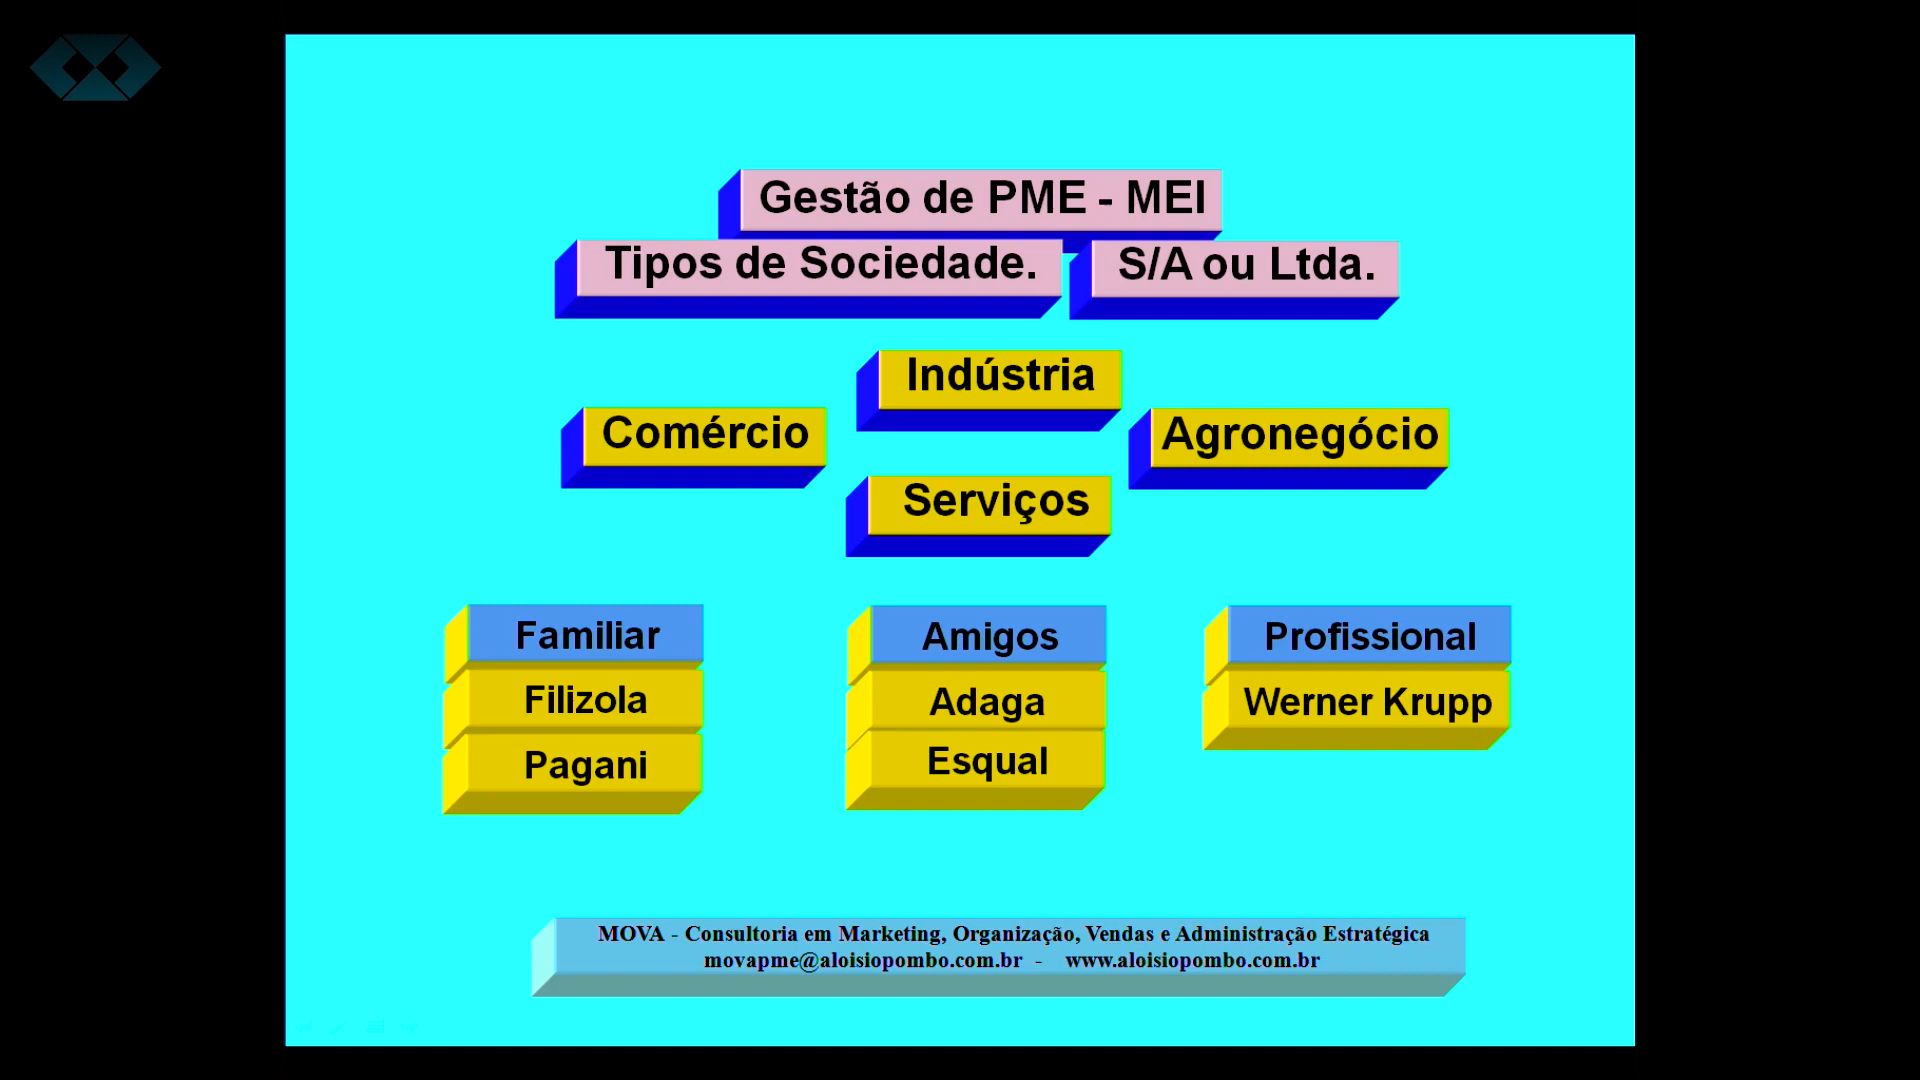 Gestão de PME - MEI
Tipos de Sociedade. S/A ou Ltda.
Indústria
Comércio
Agronegócio
Serviços
Familiar
Filizola
Pagani
Amigos
Adaga
Esqual
Profissional
Werner Krupp
MOVA - Consultoria em Marketing, Organização, Vendas e Administração Estratégica
movapme@aloisiopombo.com.br - www.aloisiopombo.com.br